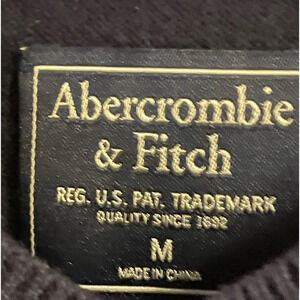 Abercrombie
& Fitch
REG. U.S. PAT. TRADEMARK
QUALITY SINCE 1892
M
MADE IN CHINA